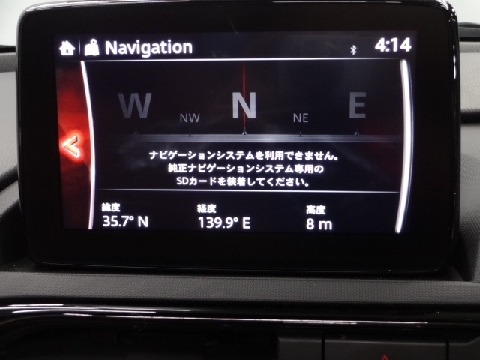 Navigation 4:14
W NW N NE E
ナビゲーションシステムを利用できません。
純正ナビゲーションシステム専用の
SDカードを装着してください。
緯度 経度 高度
35.7° N 139.9° E 8 m